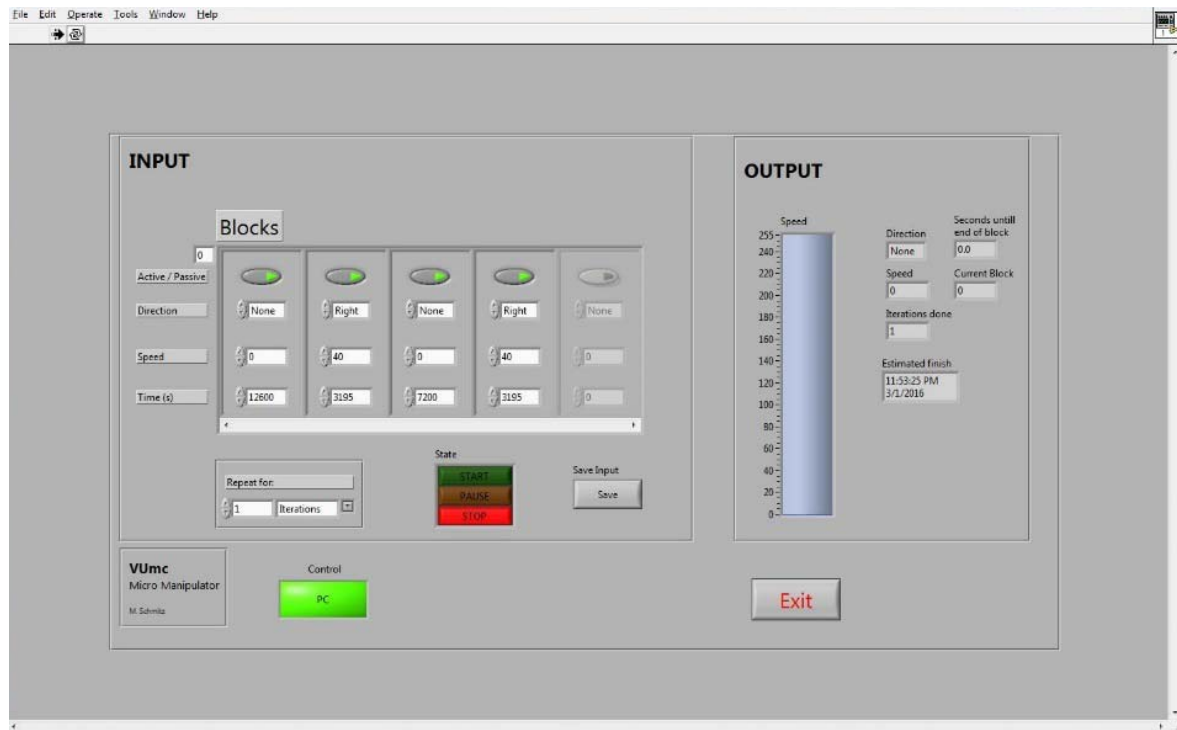 File Edit Operate Tools Window Help
INPUT
Blocks
0
Active / Passive
Direction None Right None Right None
Speed 0 40 0 40 0
Time (s) 12600 3195 7200 3195 0
Repeat for:
1 Iterations
State
START
PAUSE
STOP
Save Input
Save
OUTPUT
Speed
255
240
220
200
180
160
140
120
100
80
60
40
20
0
Direction
None
Seconds untill
end of block
0.0
Speed
0
Current Block
0
Iterations done
1
Estimated finish
11:53:25 PM
3/1/2016
VUmc
Micro Manipulator
M. Schmitz
Control
PC
Exit
1